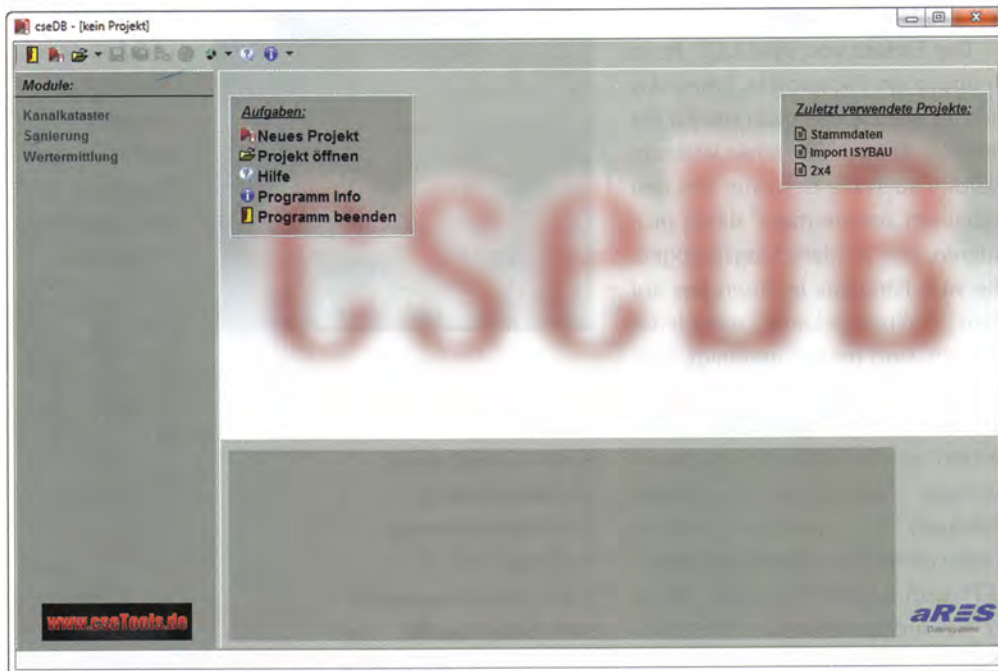 cseDB - [kein Projekt]
Module:
Kanalkataster
Sanierung
Wertermittlung
Aufgaben:
Neues Projekt
Projekt öffnen
Hilfe
Programm Info
Programm beenden
Zuletzt verwendete Projekte:
Stammdaten
Import ISYBAU
2x4
cseDB
www.cseTools.de
aRES
Datensysteme